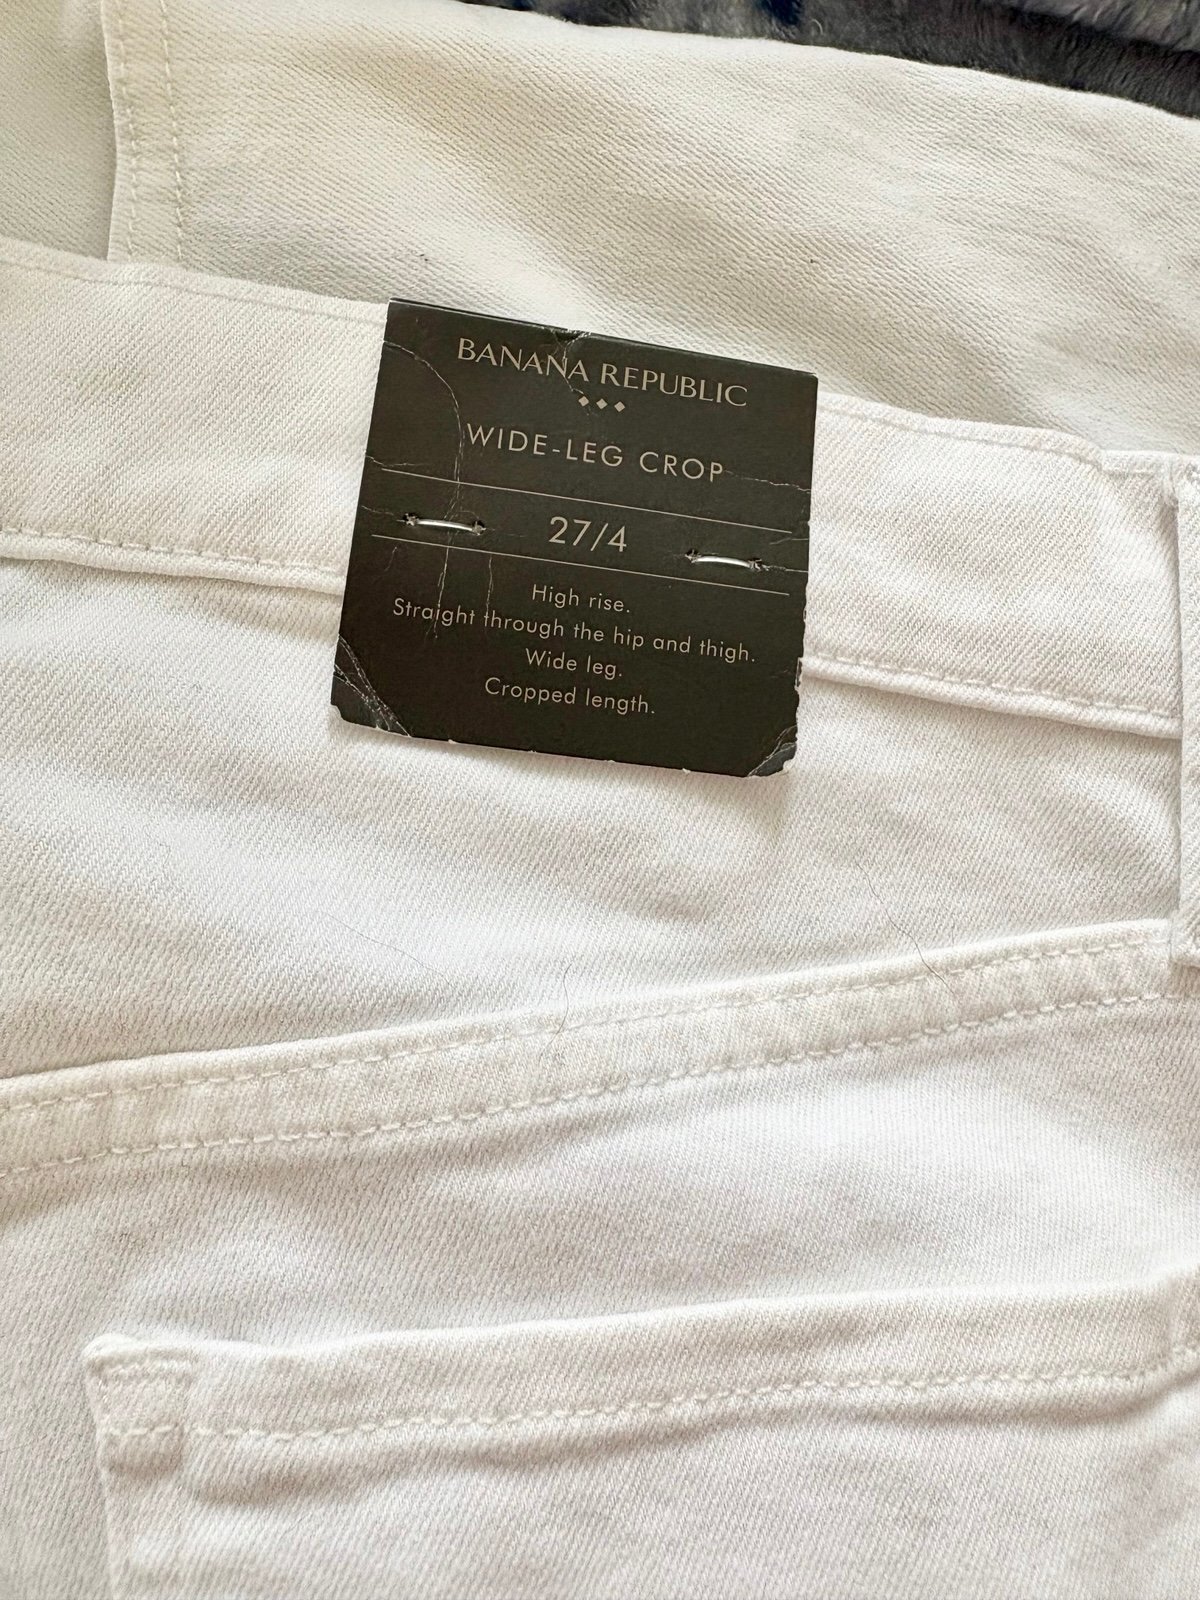 BANANA REPUBLIC
WIDE-LEG CROP
27/4
High rise.
Straight through the hip and thigh.
Wide leg.
Cropped length.